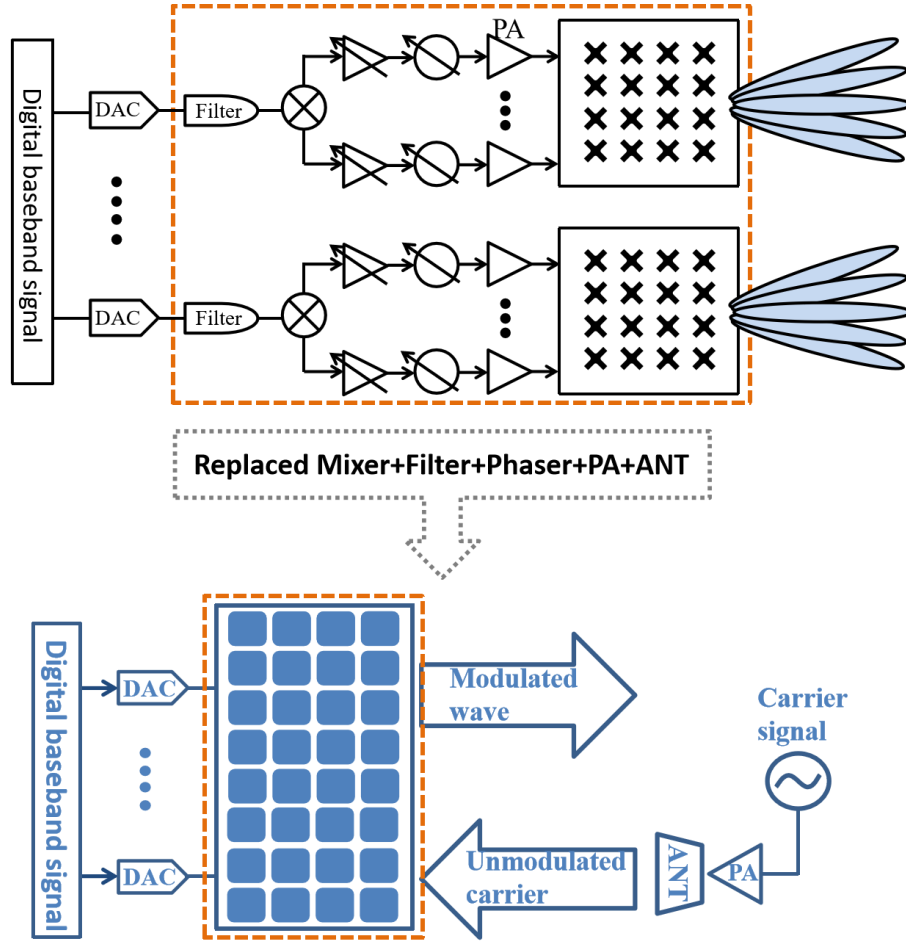 PA
Digital baseband signal
DAC
Filter
DAC
Filter
Replaced Mixer+Filter+Phaser+PA+ANT
Digital baseband signal
DAC
DAC
Modulated
wave
Carrier
signal
Unmodulated
carrier
ANT
PA